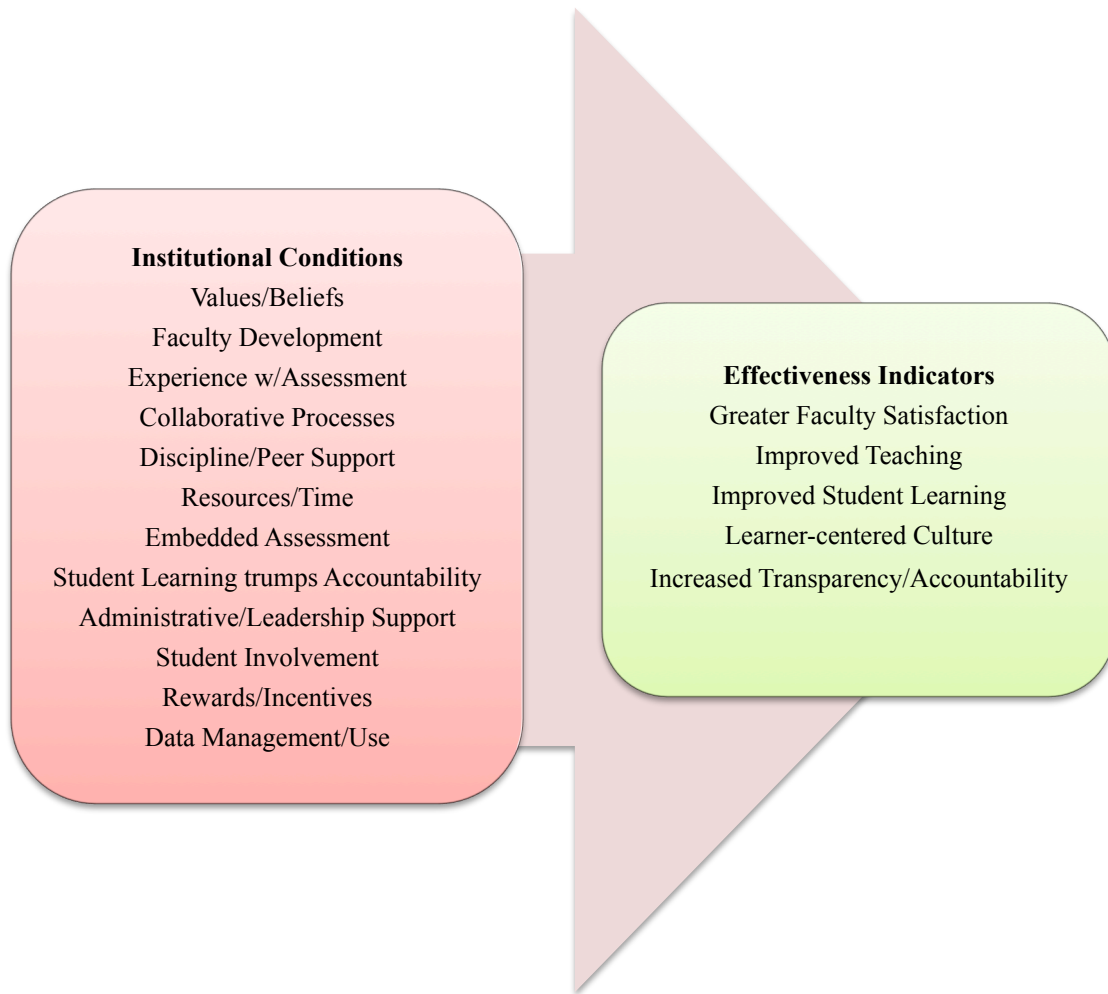 Institutional Conditions
Values/Beliefs
Faculty Development
Experience w/Assessment
Collaborative Processes
Discipline/Peer Support
Resources/Time
Embedded Assessment
Student Learning trumps Accountability
Administrative/Leadership Support
Student Involvement
Rewards/Incentives
Data Management/Use
Effectiveness Indicators
Greater Faculty Satisfaction
Improved Teaching
Improved Student Learning
Learner-centered Culture
Increased Transparency/Accountability